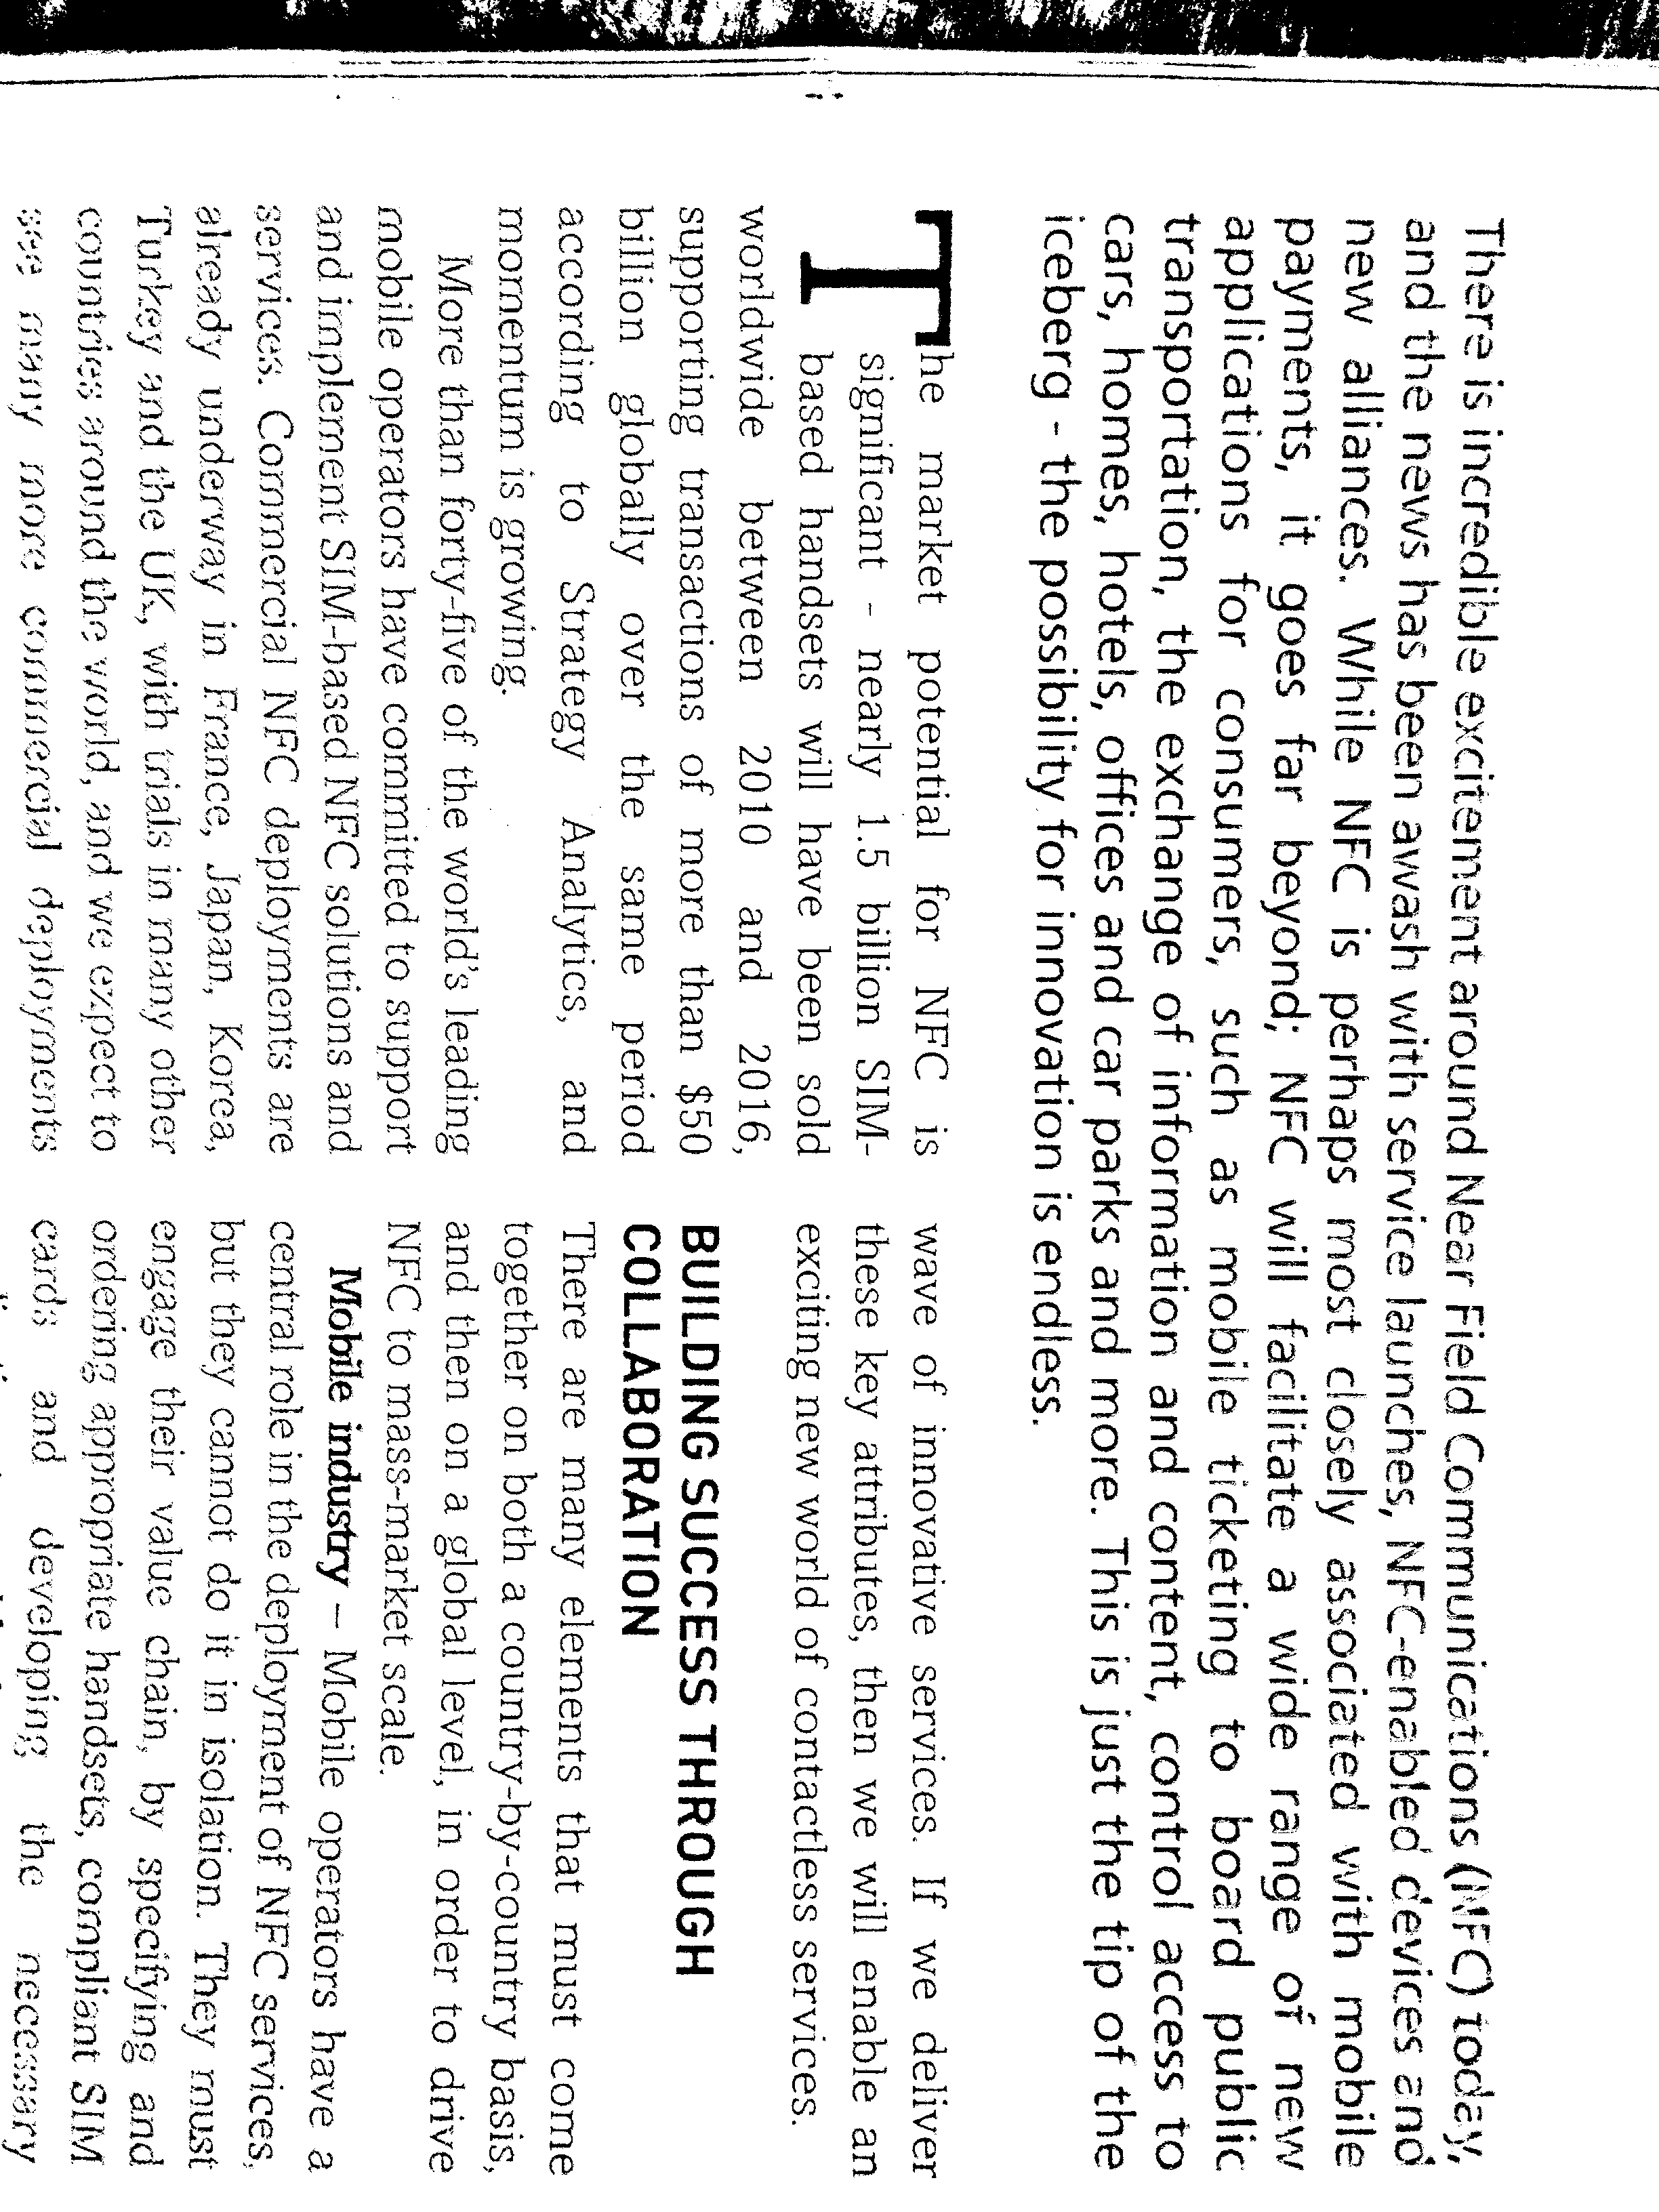 There is incredible excitement around Near Field Communications (NFC) today,
and the news has been awash with service launches, NFC-enabled devices and
new alliances. While NFC is perhaps most closely associated with mobile
payments, it goes far beyond; NFC will facilitate a wide range of new
applications for consumers, such as mobile ticketing to board public
transportation, the exchange of information and content, control access to
cars, homes, hotels, offices and car parks and more. This is just the tip of the
iceberg - the possibility for innovation is endless.
The market potential for NFC is
significant - nearly 1.5 billion SIM-
based handsets will have been sold
worldwide between 2010 and 2016,
supporting transactions of more than $50
billion globally over the same period
according to Strategy Analytics, and
momentum is growing.
More than forty-five of the world's leading
mobile operators have committed to support
and implement SIM-based NFC solutions and
services. Commercial NFC deployments are
already underway in France, Japan, Korea,
Turkey and the UK, with trials in many other
countries around the world, and we expect to
see many more commercial deployments
wave of innovative services. If we deliver
these key attributes, then we will enable an
exciting new world of contactless services.
BUILDING SUCCESS THROUGH
COLLABORATION
There are many elements that must come
together on both a country-by-country basis,
and then on a global level, in order to drive
NFC to mass-market scale.
Mobile industry – Mobile operators have a
central role in the deployment of NFC services,
but they cannot do it in isolation. They must
engage their value chain, by specifying and
ordering appropriate handsets, compliant SIM
cards and developing the necessary